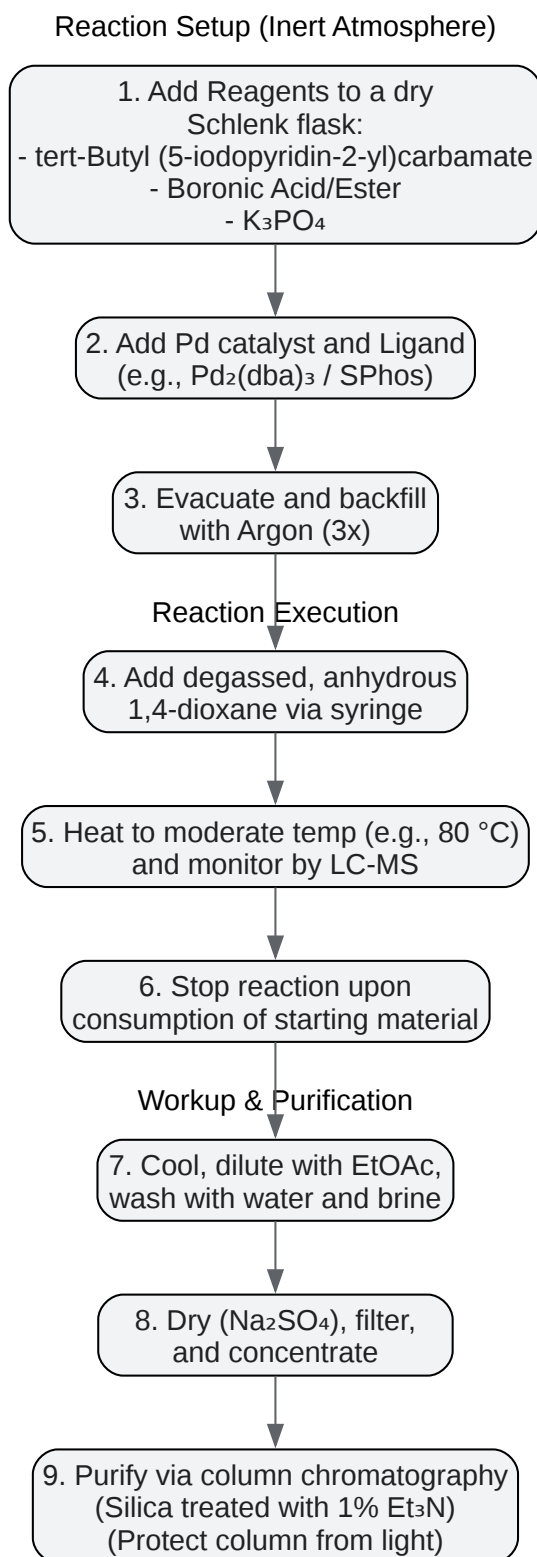 Reaction Setup (Inert Atmosphere)
1. Add Reagents to a dry
Schlenk flask:
- tert-Butyl (5-iodopyridin-2-yl)carbamate
- Boronic Acid/Ester
- K₃PO₄
2. Add Pd catalyst and Ligand
(e.g., Pd₂(dba)₃ / SPhos)
3. Evacuate and backfill
with Argon (3x)
Reaction Execution
4. Add degassed, anhydrous
1,4-dioxane via syringe
5. Heat to moderate temp (e.g., 80 °C)
and monitor by LC-MS
6. Stop reaction upon
consumption of starting material
Workup & Purification
7. Cool, dilute with EtOAc,
wash with water and brine
8. Dry (Na₂SO₄), filter,
and concentrate
9. Purify via column chromatography
(Silica treated with 1% Et₃N)
(Protect column from light)